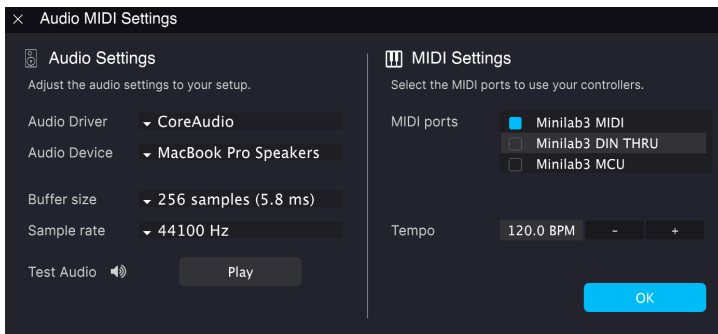 Audio MIDI Settings
Audio Settings
Adjust the audio settings to your setup.
Audio Driver CoreAudio
Audio Device MacBook Pro Speakers
Buffer size 256 samples (5.8 ms)
Sample rate 44100 Hz
Test Audio Play
MIDI Settings
Select the MIDI ports to use your controllers.
MIDI ports Minilab3 MIDI
Minilab3 DIN THRU
Minilab3 MCU
Tempo 120.0 BPM - +
OK